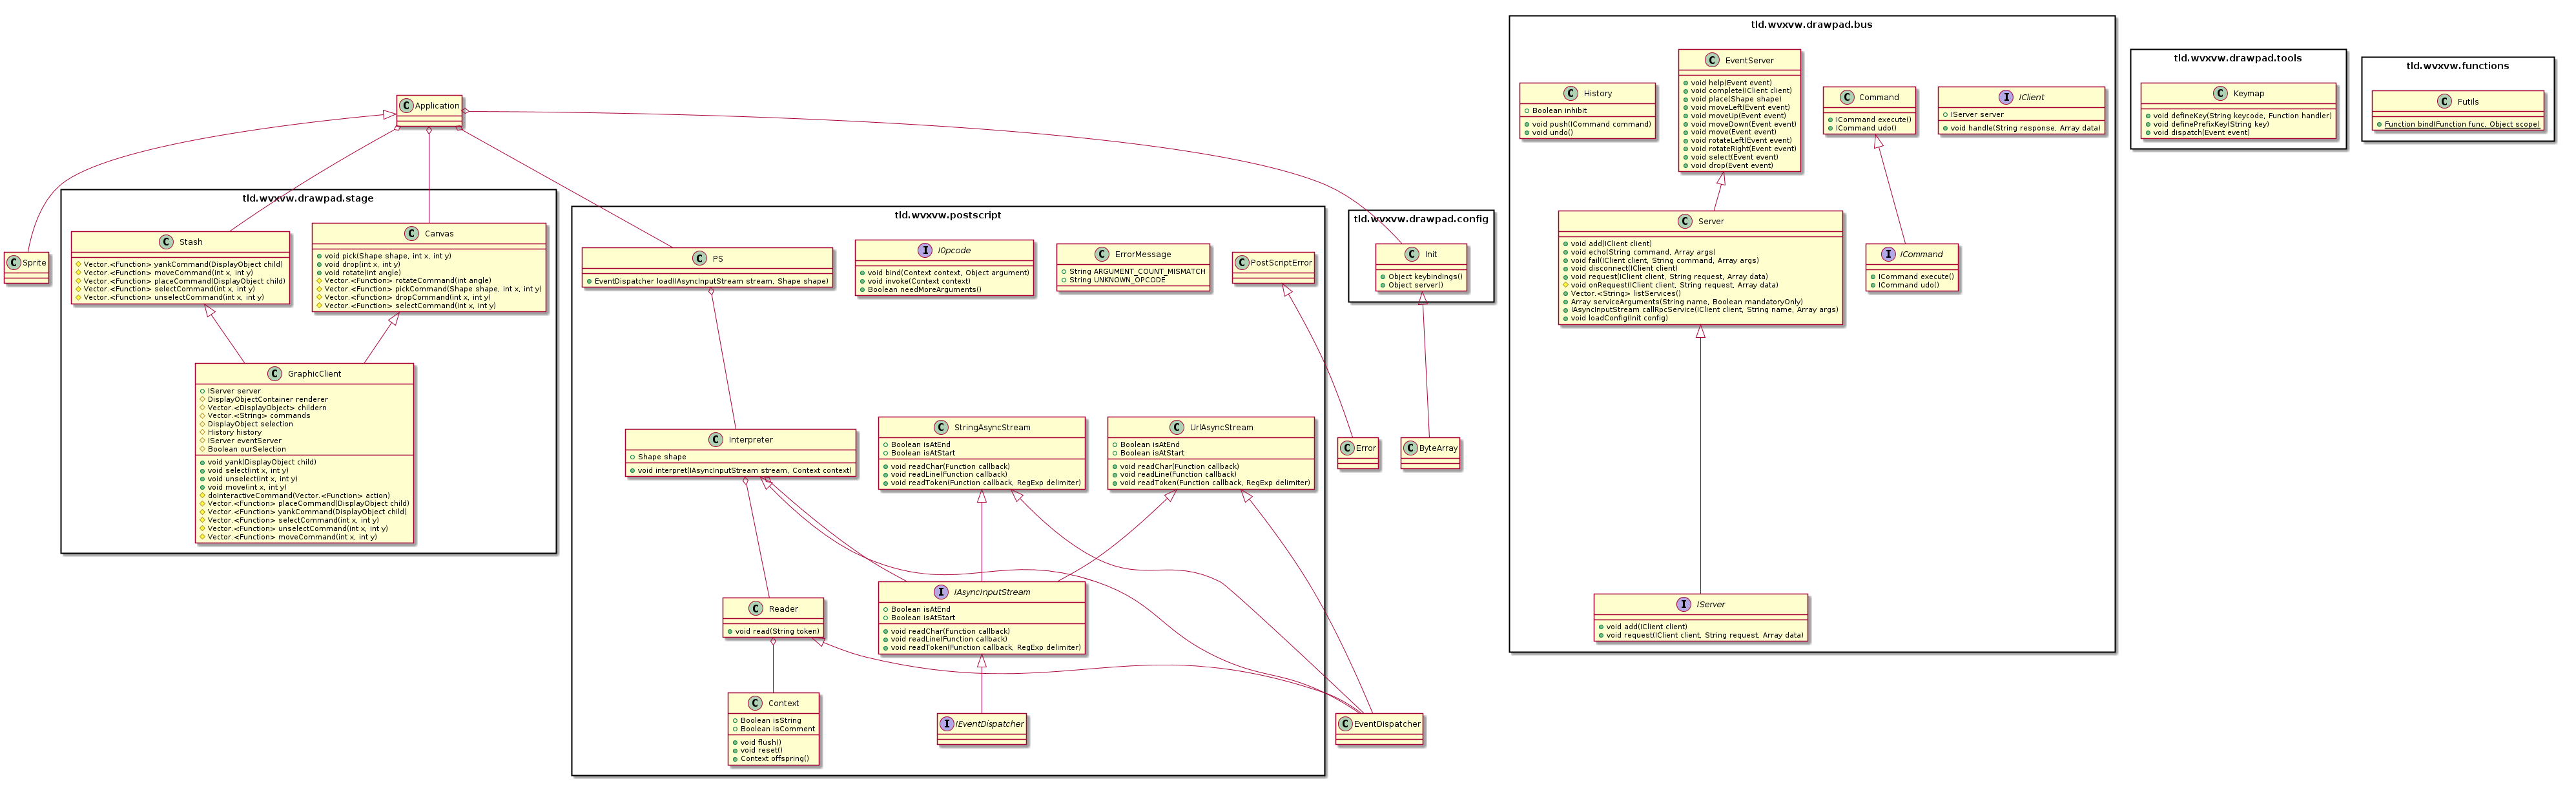 Application
Sprite
tld.wvxvw.drawpad.stage
Stash
Vector.<Function> yankCommand(DisplayObject child)
Vector.<Function> moveCommand(int x, int y)
Vector.<Function> placeCommand(DisplayObject child)
Vector.<Function> selectCommand(int x, int y)
Vector.<Function> unselectCommand(int x, int y)
Canvas
void pick(Shape shape, int x, int y)
void drop(int x, int y)
void rotate(int angle)
Vector.<Function> rotateCommand(int angle)
Vector.<Function> pickCommand(Shape shape, int x, int y)
Vector.<Function> dropCommand(int x, int y)
Vector.<Function> selectCommand(int x, int y)
GraphicClient
IServer server
DisplayObjectContainer renderer
Vector.<DisplayObject> childern
Vector.<String> commands
DisplayObject selection
History history
IServer eventServer
Boolean ourSelection
void yank(DisplayObject child)
void select(int x, int y)
void unselect(int x, int y)
void move(int x, int y)
doInteractiveCommand(Vector.<Function> action)
Vector.<Function> placeCommand(DisplayObject child)
Vector.<Function> yankCommand(DisplayObject child)
Vector.<Function> selectCommand(int x, int y)
Vector.<Function> unselectCommand(int x, int y)
Vector.<Function> moveCommand(int x, int y)
tld.wvxvw.postscript
PS
EventDispatcher load(IAsyncInputStream stream, Shape shape)
IOpcode
void bind(Context context, Object argument)
void invoke(Context context)
Boolean needMoreArguments()
ErrorMessage
String ARGUMENT_COUNT_MISMATCH
String UNKNOWN_OPCODE
PostScriptError
Interpreter
Shape shape
void interpret(IAsyncInputStream stream, Context context)
StringAsyncStream
Boolean isAtEnd
Boolean isAtStart
void readChar(Function callback)
void readLine(Function callback)
void readToken(Function callback, RegExp delimiter)
UrlAsyncStream
Boolean isAtEnd
Boolean isAtStart
void readChar(Function callback)
void readLine(Function callback)
void readToken(Function callback, RegExp delimiter)
Reader
void read(String token)
IAsyncInputStream
Boolean isAtEnd
Boolean isAtStart
void readChar(Function callback)
void readLine(Function callback)
void readToken(Function callback, RegExp delimiter)
Context
Boolean isString
Boolean isComment
void flush()
void reset()
Context offspring()
IEventDispatcher
tld.wvxvw.drawpad.config
Init
Object keybindings()
Object server()
Error
ByteArray
EventDispatcher
tld.wvxvw.drawpad.bus
History
Boolean inhibit
void push(ICommand command)
void undo()
EventServer
void help(Event event)
void complete(IClient client)
void place(Shape shape)
void moveLeft(Event event)
void moveUp(Event event)
void moveDown(Event event)
void move(Event event)
void rotateLeft(Event event)
void rotateRight(Event event)
void select(Event event)
void drop(Event event)
Command
ICommand execute()
ICommand udo()
IClient
IServer server
void handle(String response, Array data)
Server
void add(IClient client)
void echo(String command, Array args)
void fail(IClient client, String command, Array args)
void disconnect(IClient client)
void request(IClient client, String request, Array data)
void onRequest(IClient client, String request, Array data)
Vector.<String> listServices()
Array serviceArguments(String name, Boolean mandatoryOnly)
IAsyncInputStream callRpcService(IClient client, String name, Array args)
void loadConfig(Init config)
ICommand
ICommand execute()
ICommand udo()
IServer
void add(IClient client)
void request(IClient client, String request, Array data)
tld.wvxvw.drawpad.tools
Keymap
void defineKey(String keycode, Function handler)
void definePrefixKey(String key)
void dispatch(Event event)
tld.wvxvw.functions
Futils
Function bind(Function func, Object scope)